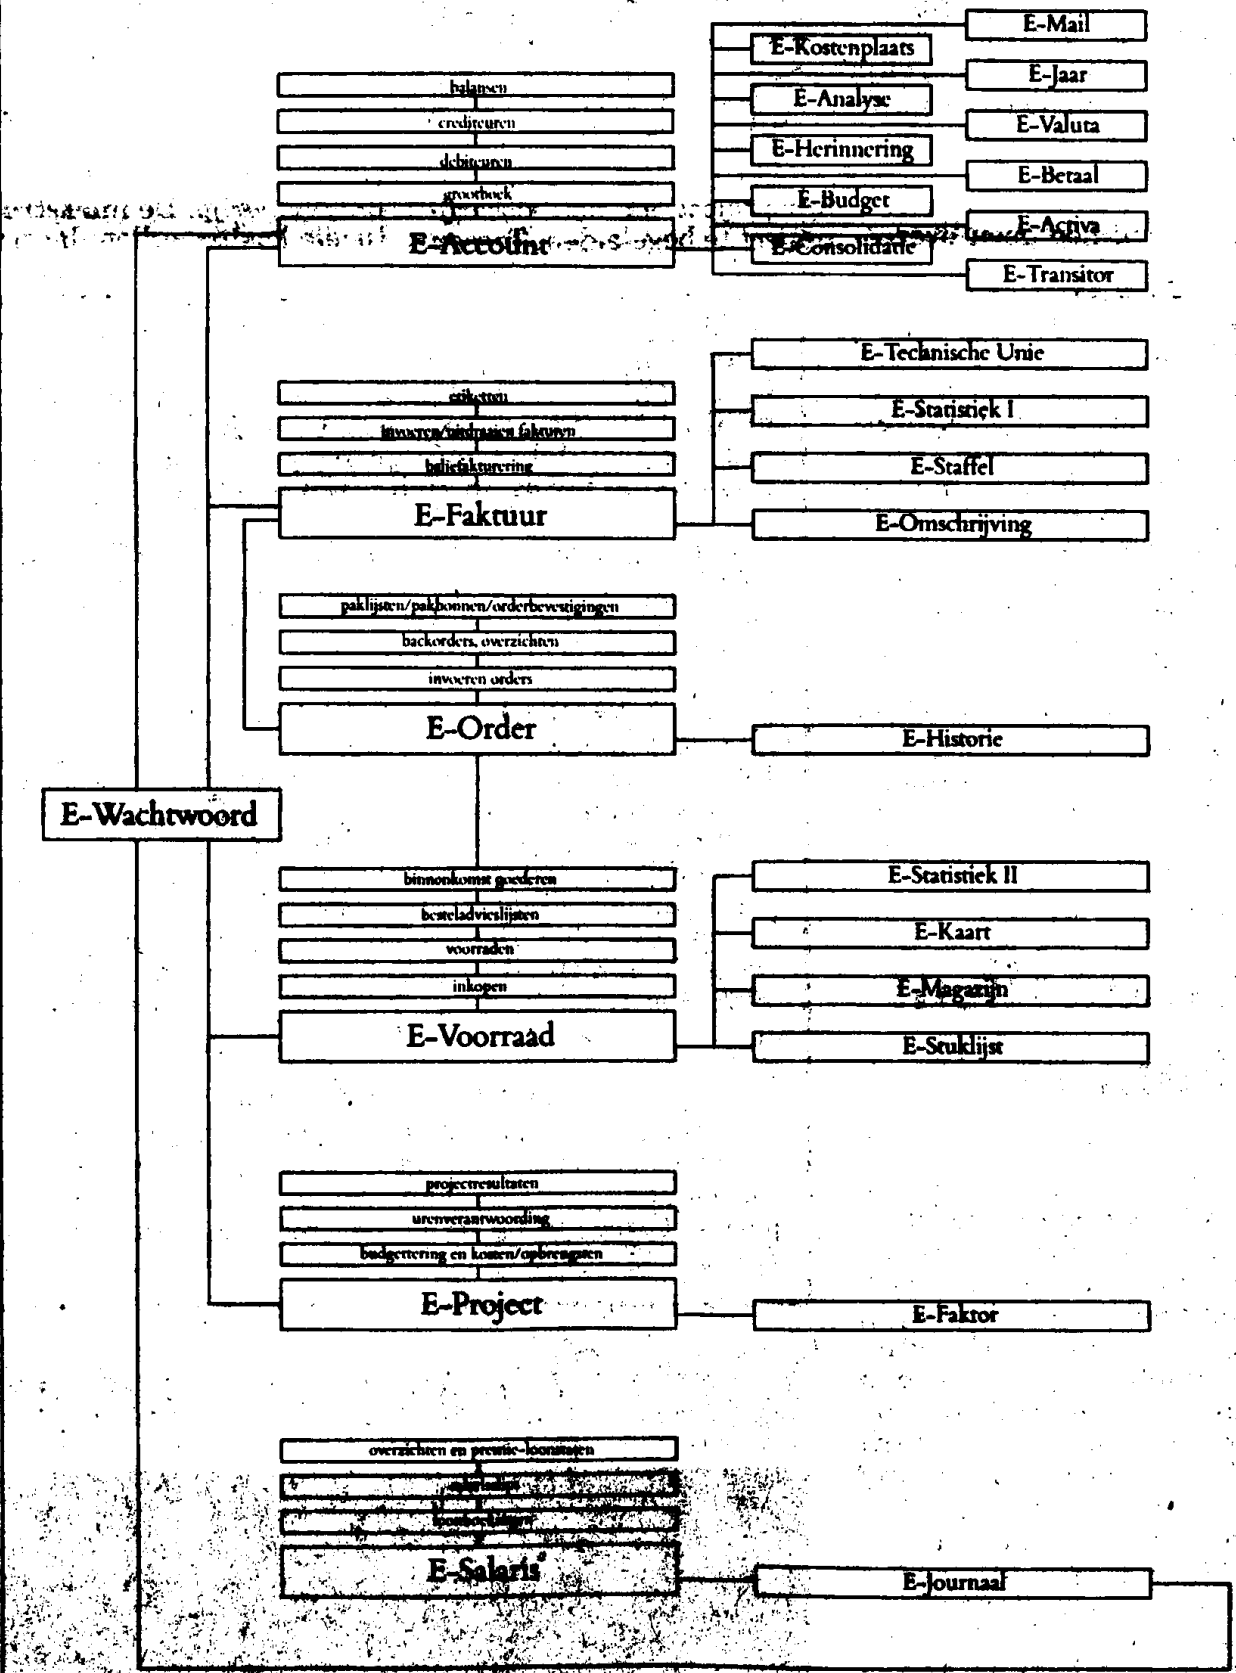 E-Mail
E-Kostenplaats
E-Jaar
E-Analyse
E-Valuta
E-Herinnering
E-Betaal
E-Budget
E-Activa
E-Consolidatie
E-Transitor
balansen
crediteuren
debiteuren
grootboek
E-Account
E-Technische Unie
E-Statistiek I
E-Staffel
E-Omschrijving
etiketten
invoeren/uitdraaien fakturen
baliefakturering
E-Faktuur
paklijsten/pakbonnen/orderbevestigingen
backorders, overzichten
invoeren orders
E-Order
E-Historie
E-Wachtwoord
binnenkomst goederen
besteladvieslijsten
voorraden
inkopen
E-Voorraad
E-Statistiek II
E-Kaart
E-Magazijn
E-Stuklijst
projectresultaten
urenverantwoording
budgettering en kosten/opbrengsten
E-Project
E-Faktor
overzichten en premie-loonstaten
E-Salaris
E-Journaal